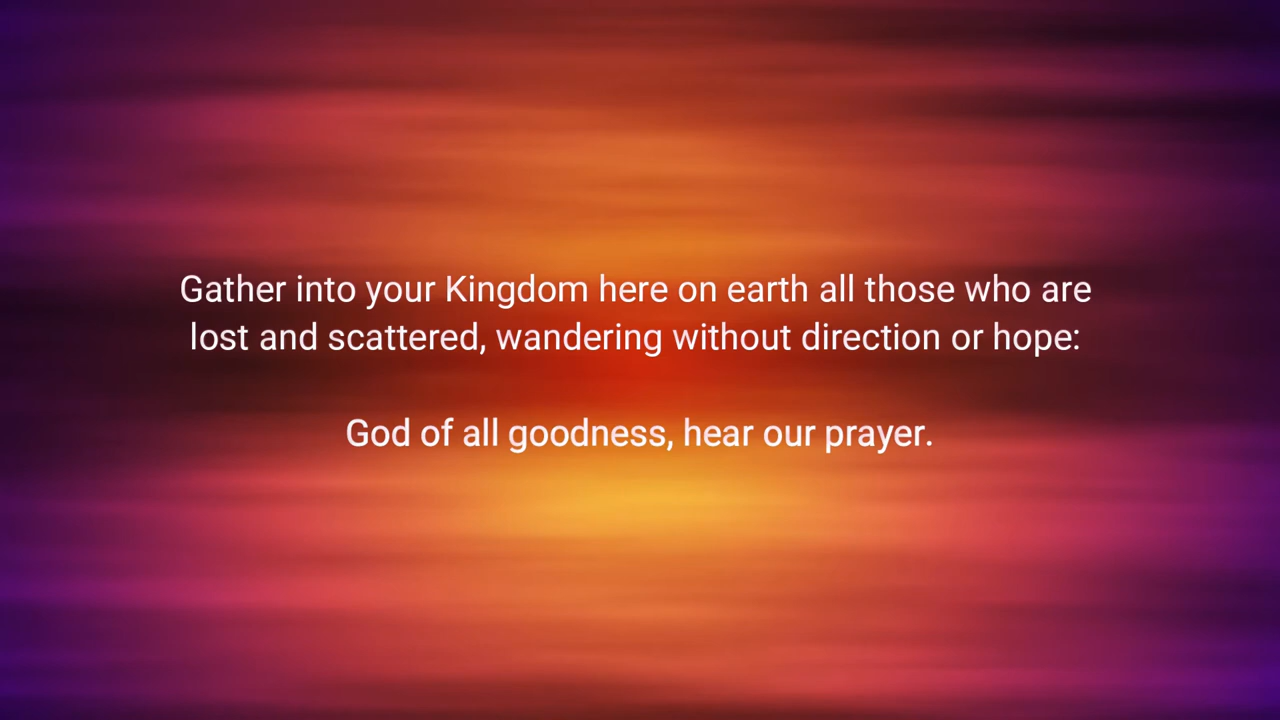 Gather into your Kingdom here on earth all those who are
lost and scattered, wandering without direction or hope:
God of all goodness, hear our prayer.